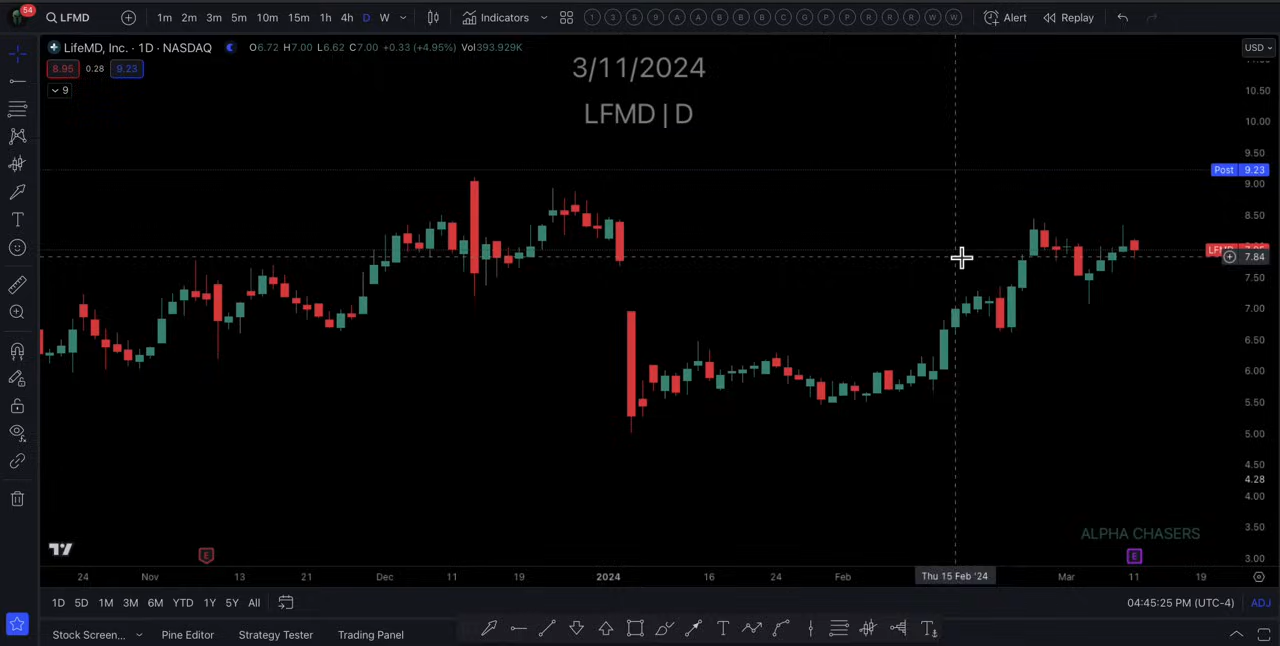 54
LFMD
1m 2m 3m 5m 10m 15m 1h 4h D W
Indicators
1 3 5 9 A A B B B C G P P R R R W W
Alert
Replay
LifeMD, Inc. · 1D · NASDAQ
O6.72 H7.00 L6.62 C7.00 +0.33 (+4.95%) Vol393.929K
8.95 0.28 9.23
9
3/11/2024
LFMD | D
USD
10.50
10.00
9.50
Post 9.23
9.00
8.50
7.84
7.50
7.00
6.50
6.00
5.50
5.00
4.50
4.28
4.00
3.50
3.00
ALPHA CHASERS
E
E
24 Nov 13 21 Dec 11 19 2024 16 24 Feb Thu 15 Feb '24 Mar 11 19
1D 5D 1M 3M 6M YTD 1Y 5Y All
04:45:25 PM (UTC-4) ADJ
Stock Screen... Pine Editor Strategy Tester Trading Panel